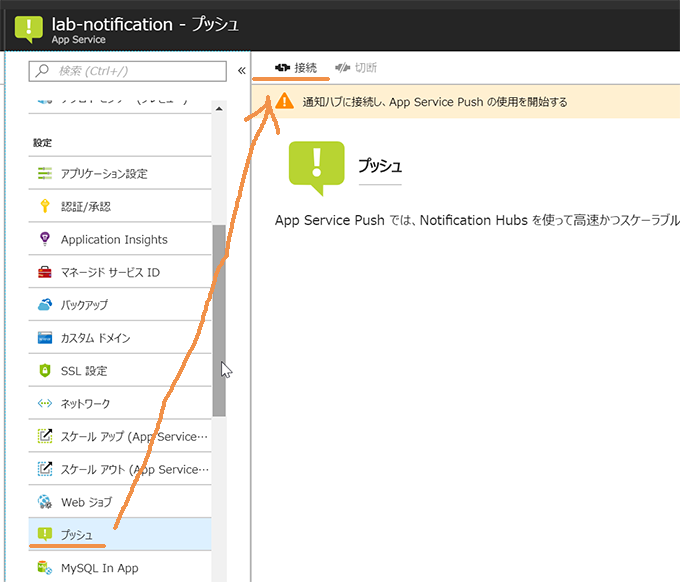 lab-notification - プッシュ
App Service
検索 (Ctrl+/)
接続
切断
通知ハブに接続し、App Service Push の使用を開始する
設定
プッシュ
アプリケーション設定
認証/承認
App Service Push では、Notification Hubs を使って高速かつスケーラブル
Application Insights
マネージド サービス ID
バックアップ
カスタム ドメイン
SSL 設定
ネットワーク
スケール アップ (App Service…
スケール アウト (App Service…
Web ジョブ
プッシュ
MySQL In App